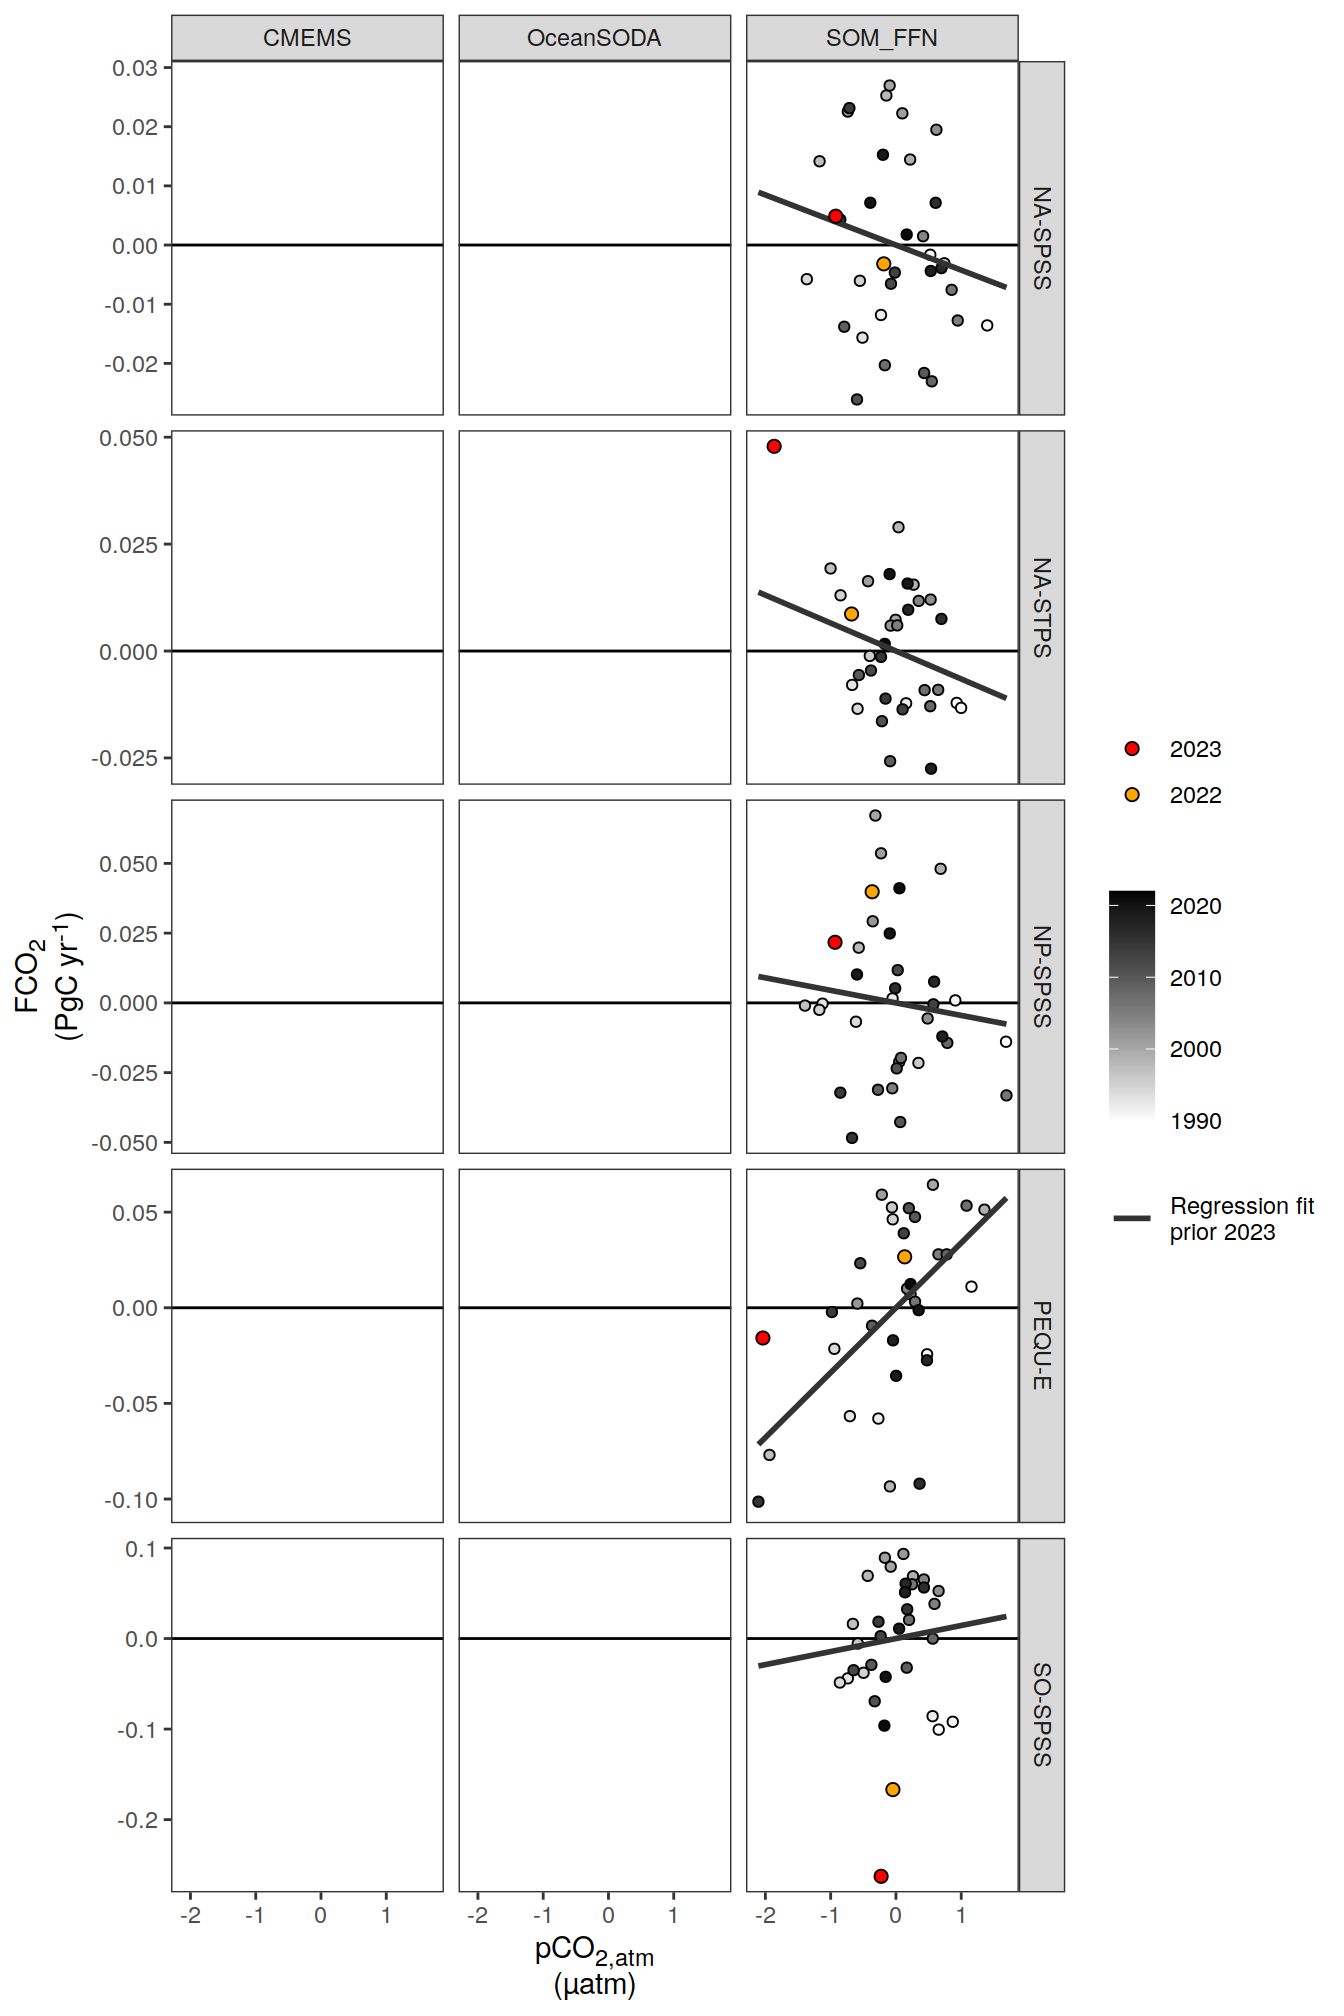 CMEMS
OceanSODA
SOM_FFN
0.03
0.02
0.01
0.00
-0.01
-0.02
NA-SPSS
0.050
0.025
0.000
-0.025
NA-STPS
0.050
0.025
0.000
-0.025
-0.050
NP-SPSS
0.05
0.00
-0.05
-0.10
PEQU-E
0.1
0.0
-0.1
-0.2
SO-SPSS
-2 -1 0 1
-2 -1 0 1
-2 -1 0 1
FCO2
(PgC yr-1)
pCO2,atm
(µatm)
2023
2022
2020
2010
2000
1990
Regression fit
prior 2023